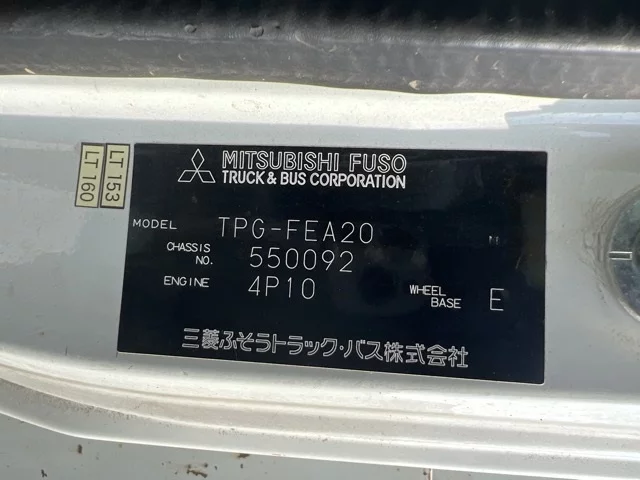 LT 153
LT 160
MITSUBISHI FUSO
TRUCK & BUS CORPORATION
MODEL TPG-FEA20
CHASSIS NO. 550092
ENGINE 4P10
WHEEL BASE E
三菱ふそうトラック・バス株式会社